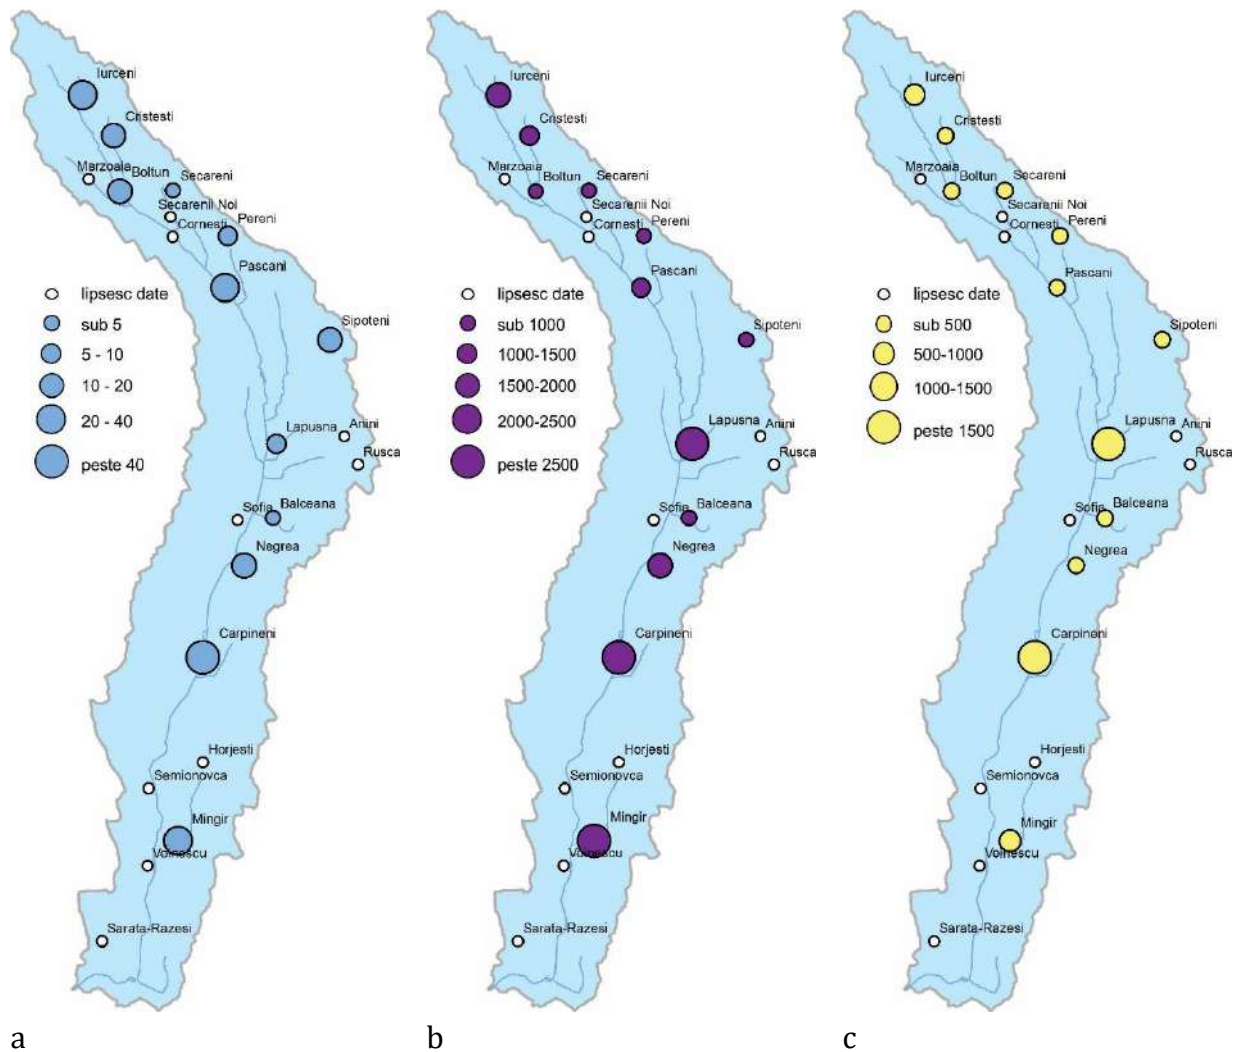 Iurceni
Cristesti
Marzoaia
Boltun
Secareni
Secarenii Noi
Cornesti
Pereni
Pascani
lipsesc date
sub 5
5 - 10
10 - 20
20 - 40
peste 40
Sipoteni
Lapusna
Anini
Rusca
Sofia
Balceana
Negrea
Carpineni
Horjesti
Semionovca
Mingir
Voinescu
Sarata-Razesi
a
Iurceni
Cristesti
Marzoaia
Boltun
Secareni
Secarenii Noi
Cornesti
Pereni
Pascani
lipsesc date
sub 1000
1000-1500
1500-2000
2000-2500
peste 2500
Sipoteni
Lapusna
Anini
Rusca
Sofia
Balceana
Negrea
Carpineni
Horjesti
Semionovca
Mingir
Voinescu
Sarata-Razesi
b
Iurceni
Cristesti
Marzoaia
Boltun
Secareni
Secarenii Noi
Cornesti
Pereni
Pascani
lipsesc date
sub 500
500-1000
1000-1500
peste 1500
Sipoteni
Lapusna
Anini
Rusca
Sofia
Balceana
Negrea
Carpineni
Horjesti
Semionovca
Mingir
Voinescu
Sarata-Razesi
c